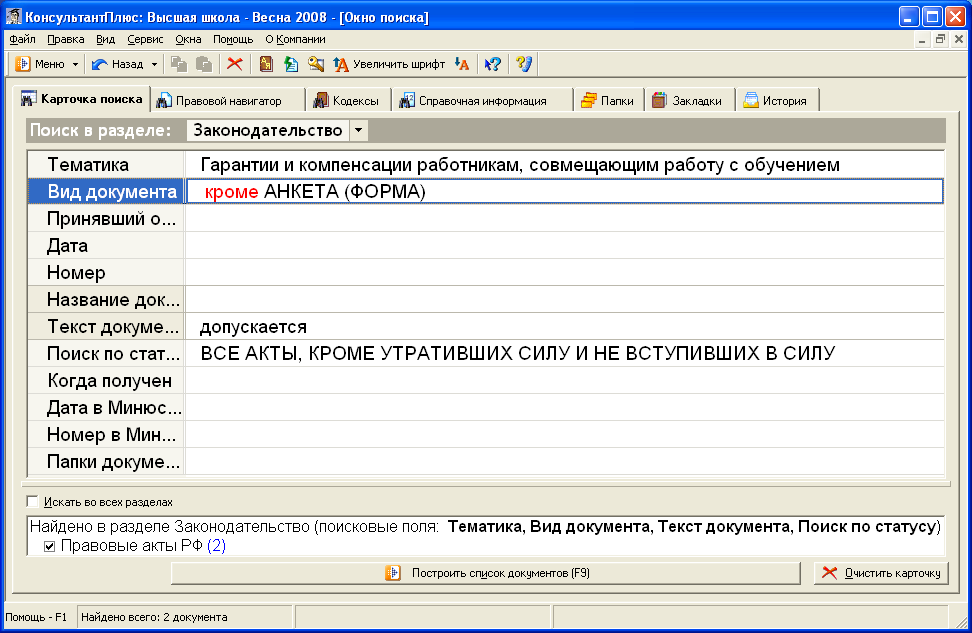 КонсультантПлюс: Высшая школа - Весна 2008 - [Окно поиска]
Файл Правка Вид Сервис Окна Помощь О Компании
Меню Назад Увеличить шрифт
Карточка поиска Правовой навигатор Кодексы Справочная информация Папки Закладки История
Поиск в разделе: Законодательство
Тематика Гарантии и компенсации работникам, совмещающим работу с обучением
Вид документа кроме АНКЕТА (ФОРМА)
Принявший о...
Дата
Номер
Название док...
Текст докуме... допускается
Поиск по стат... ВСЕ АКТЫ, КРОМЕ УТРАТИВШИХ СИЛУ И НЕ ВСТУПИВШИХ В СИЛУ
Когда получен
Дата в Минюс...
Номер в Мин...
Папки докуме...
Искать во всех разделах
Найдено в разделе Законодательство (поисковые поля: Тематика, Вид документа, Текст документа, Поиск по статусу)
Правовые акты РФ (2)
Построить список документов (F9) Очистить карточку
Помощь - F1 Найдено всего: 2 документа